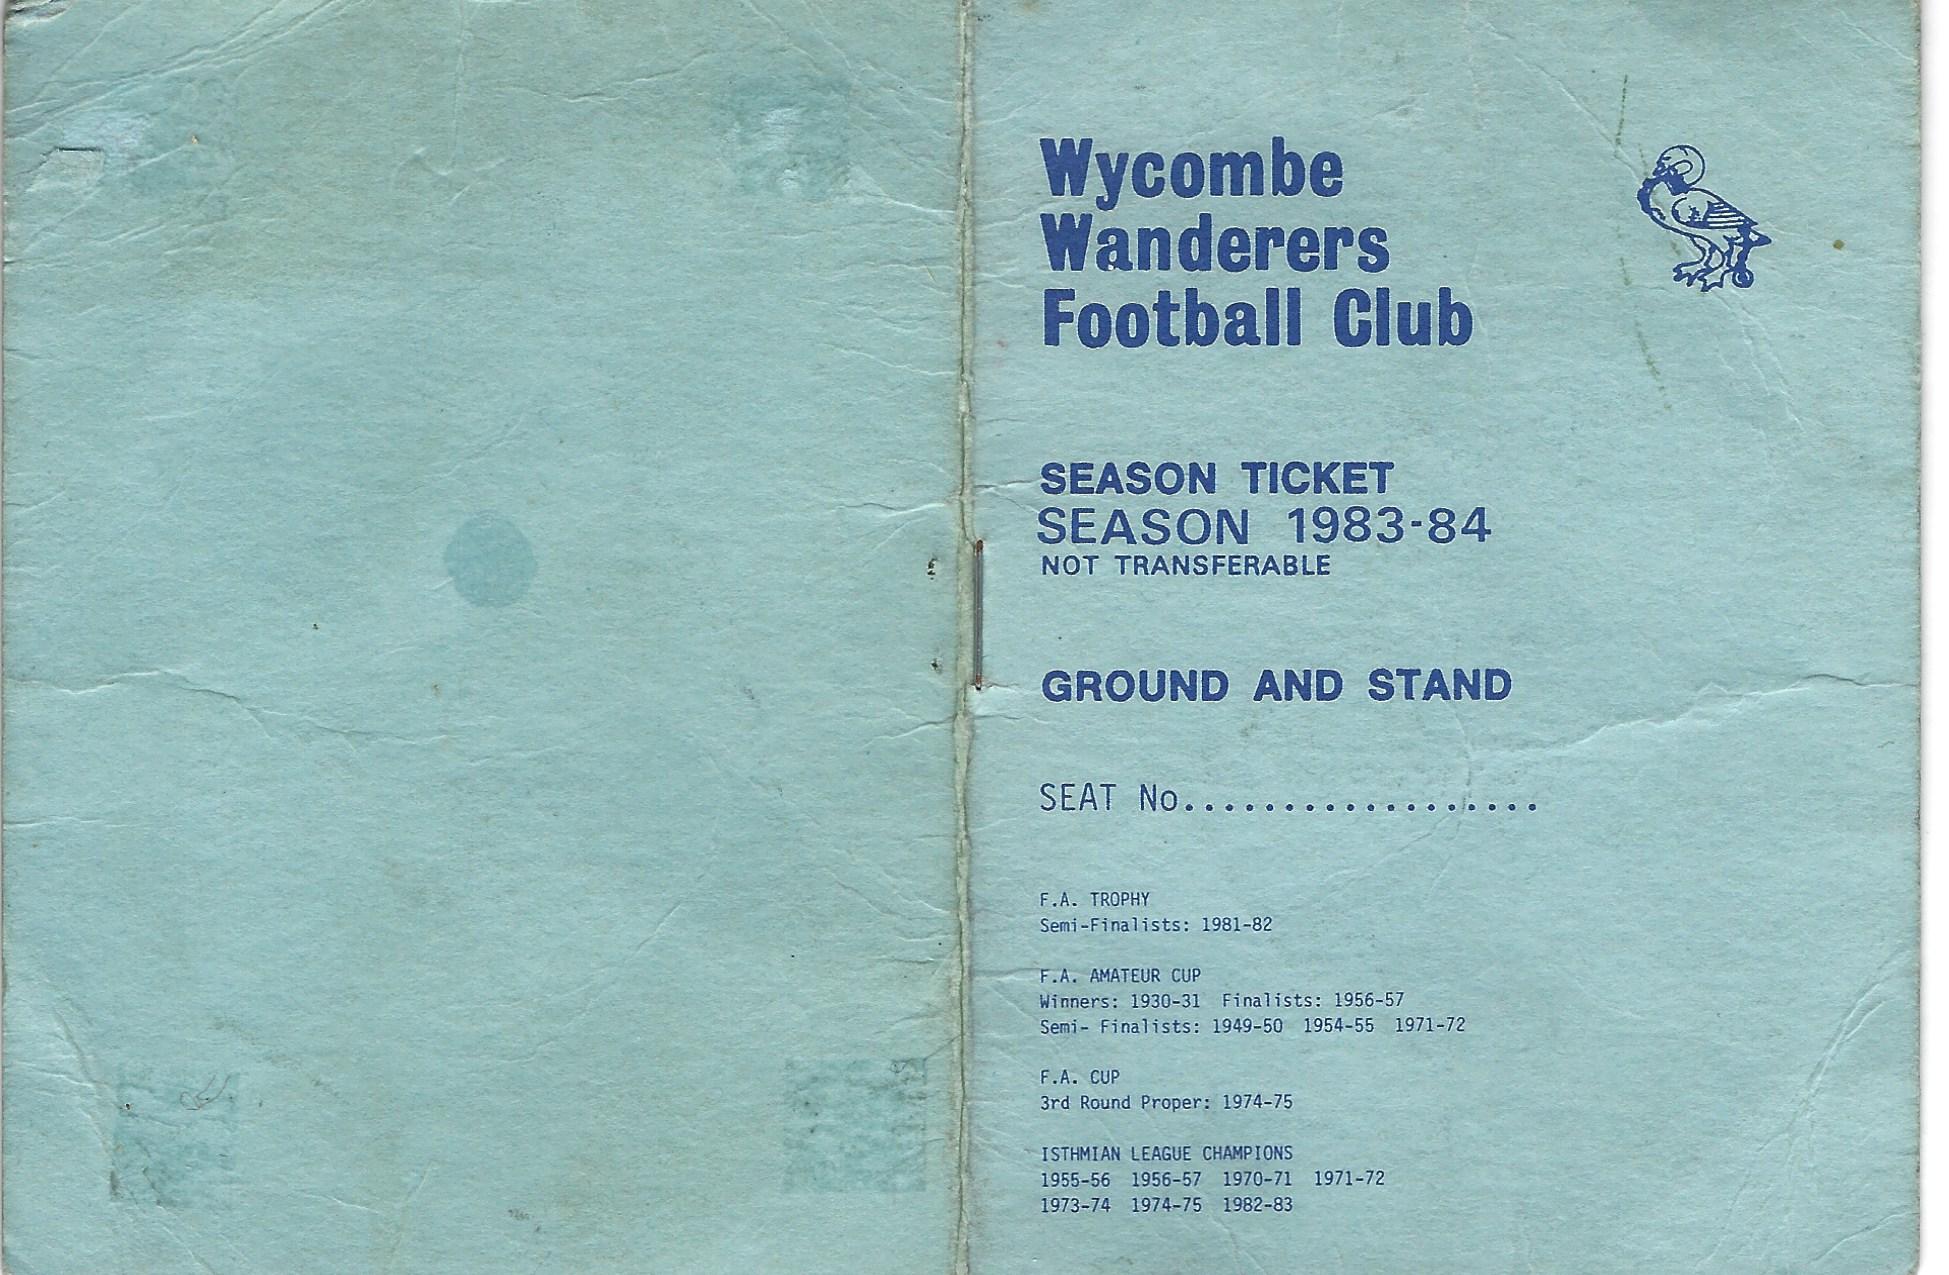 Wycombe
Wanderers
Football Club
SEASON TICKET
SEASON 1983-84
NOT TRANSFERABLE
GROUND AND STAND
SEAT No..................
F.A. TROPHY
Semi-Finalists: 1981-82
F.A. AMATEUR CUP
Winners: 1930-31 Finalists: 1956-57
Semi- Finalists: 1949-50 1954-55 1971-72
F.A. CUP
3rd Round Proper: 1974-75
ISTHMIAN LEAGUE CHAMPIONS
1955-56 1956-57 1970-71 1971-72
1973-74 1974-75 1982-83